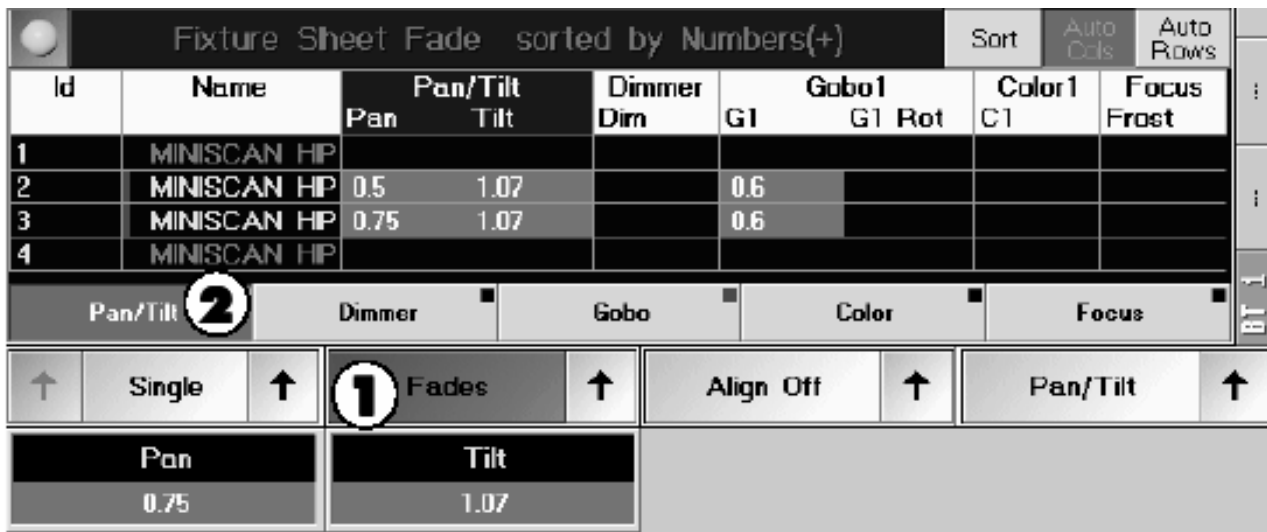 Fixture Sheet Fade sorted by Numbers(+) Sort Auto Cols Auto Rows
Id Name Pan/Tilt Dimmer Gobo1 Color1 Focus
Pan Tilt Dim G1 G1 Rot C1 Frost
1 MINISCAN HP
2 MINISCAN HP 0.5 1.07 0.6
3 MINISCAN HP 0.75 1.07 0.6
4 MINISCAN HP
Pan/Tilt 2 Dimmer Gobo Color Focus
BT 1
Single 1 Fades Align Off Pan/Tilt
Pan Tilt
0.75 1.07